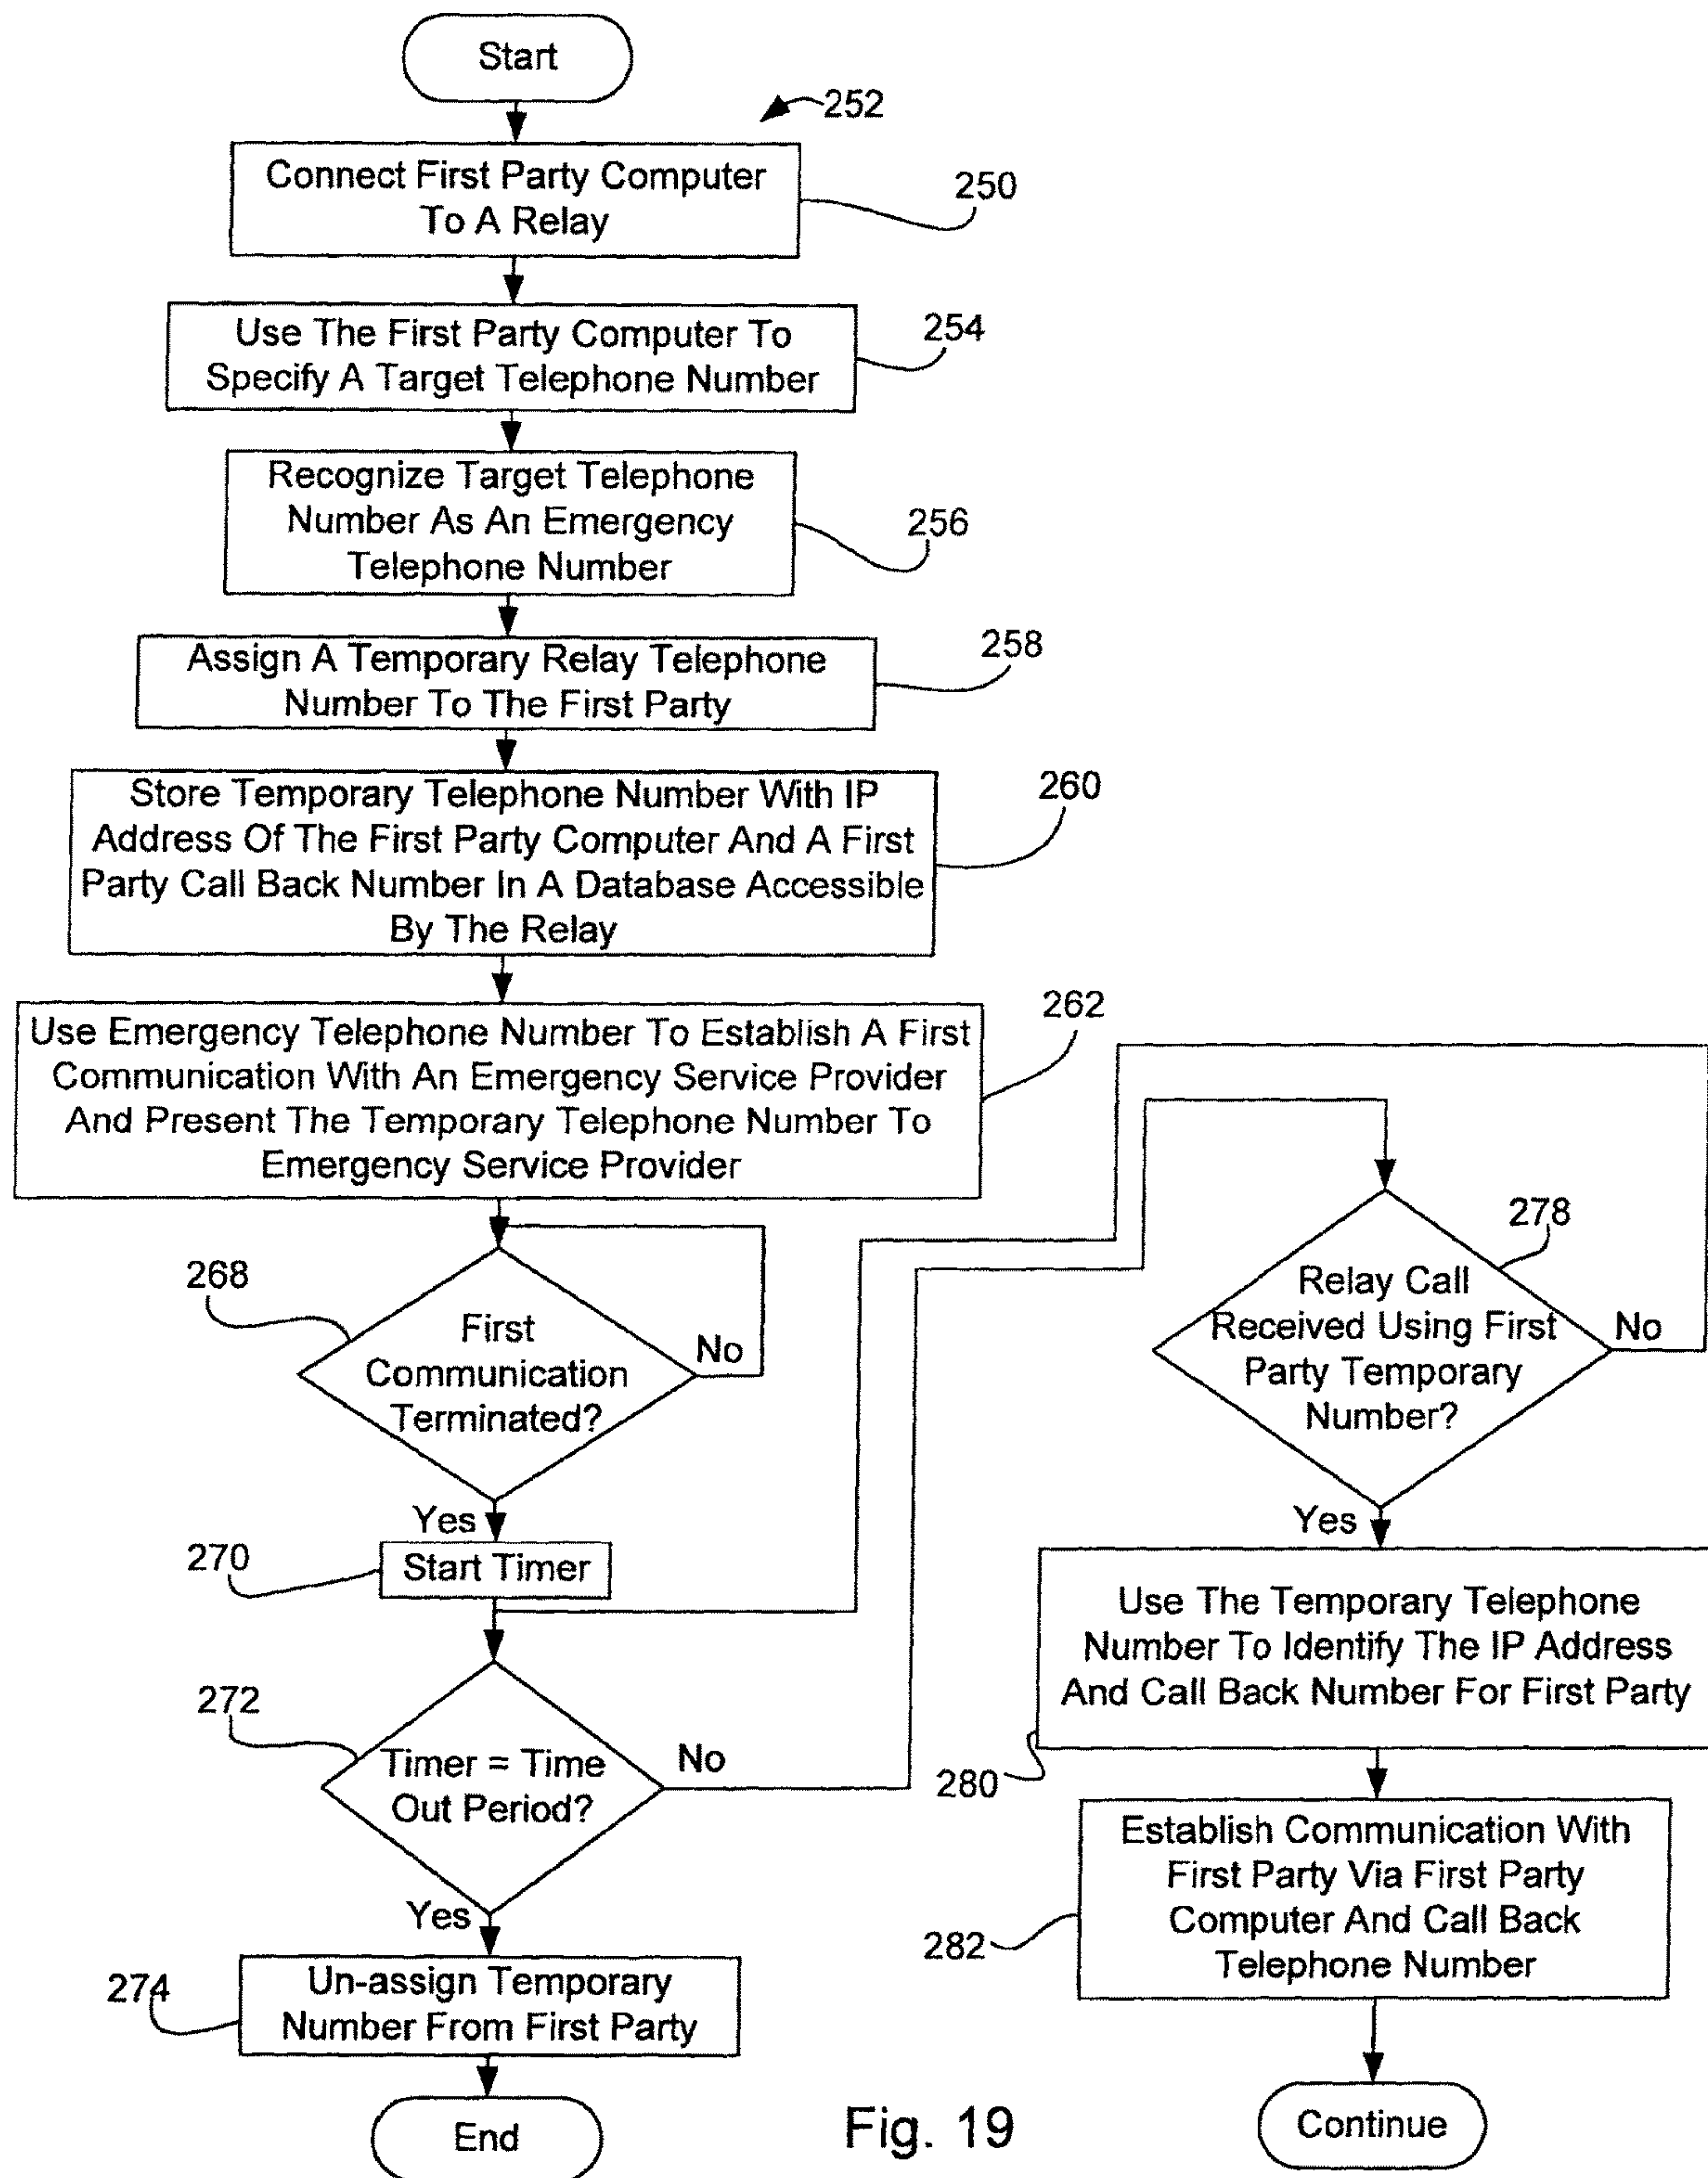 Start
252
Connect First Party Computer
To A Relay
250
Use The First Party Computer To
Specify A Target Telephone Number
254
Recognize Target Telephone
Number As An Emergency
Telephone Number
256
Assign A Temporary Relay Telephone
Number To The First Party
258
Store Temporary Telephone Number With IP
Address Of The First Party Computer And A First
Party Call Back Number In A Database Accessible
By The Relay
260
Use Emergency Telephone Number To Establish A First
Communication With An Emergency Service Provider
And Present The Temporary Telephone Number To
Emergency Service Provider
262
268
First
Communication
Terminated?
No
Yes
270
Start Timer
272
Timer = Time
Out Period?
No
Yes
274
Un-assign Temporary
Number From First Party
End
278
Relay Call
Received Using First
Party Temporary
Number?
No
Yes
Use The Temporary Telephone
Number To Identify The IP Address
And Call Back Number For First Party
280
Establish Communication With
First Party Via First Party
Computer And Call Back
Telephone Number
282
Continue
Fig. 19